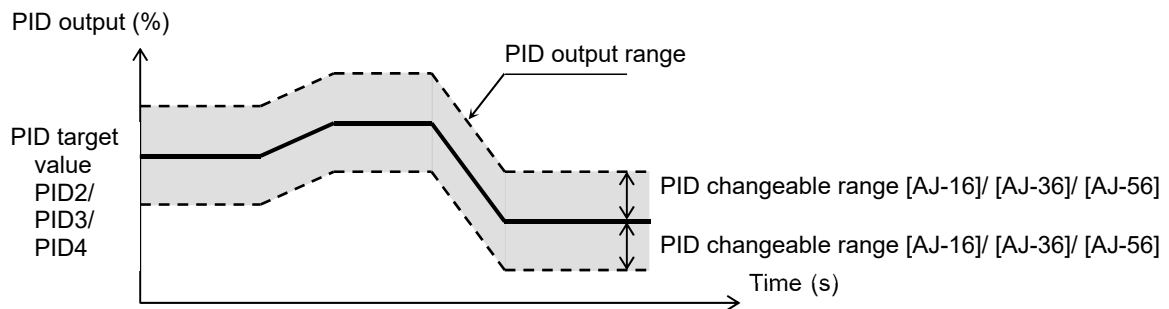 PID output (%)
PID output range
PID target
value
PID2/
PID3/
PID4
PID changeable range [AJ-16]/ [AJ-36]/ [AJ-56]
PID changeable range [AJ-16]/ [AJ-36]/ [AJ-56]
Time (s)